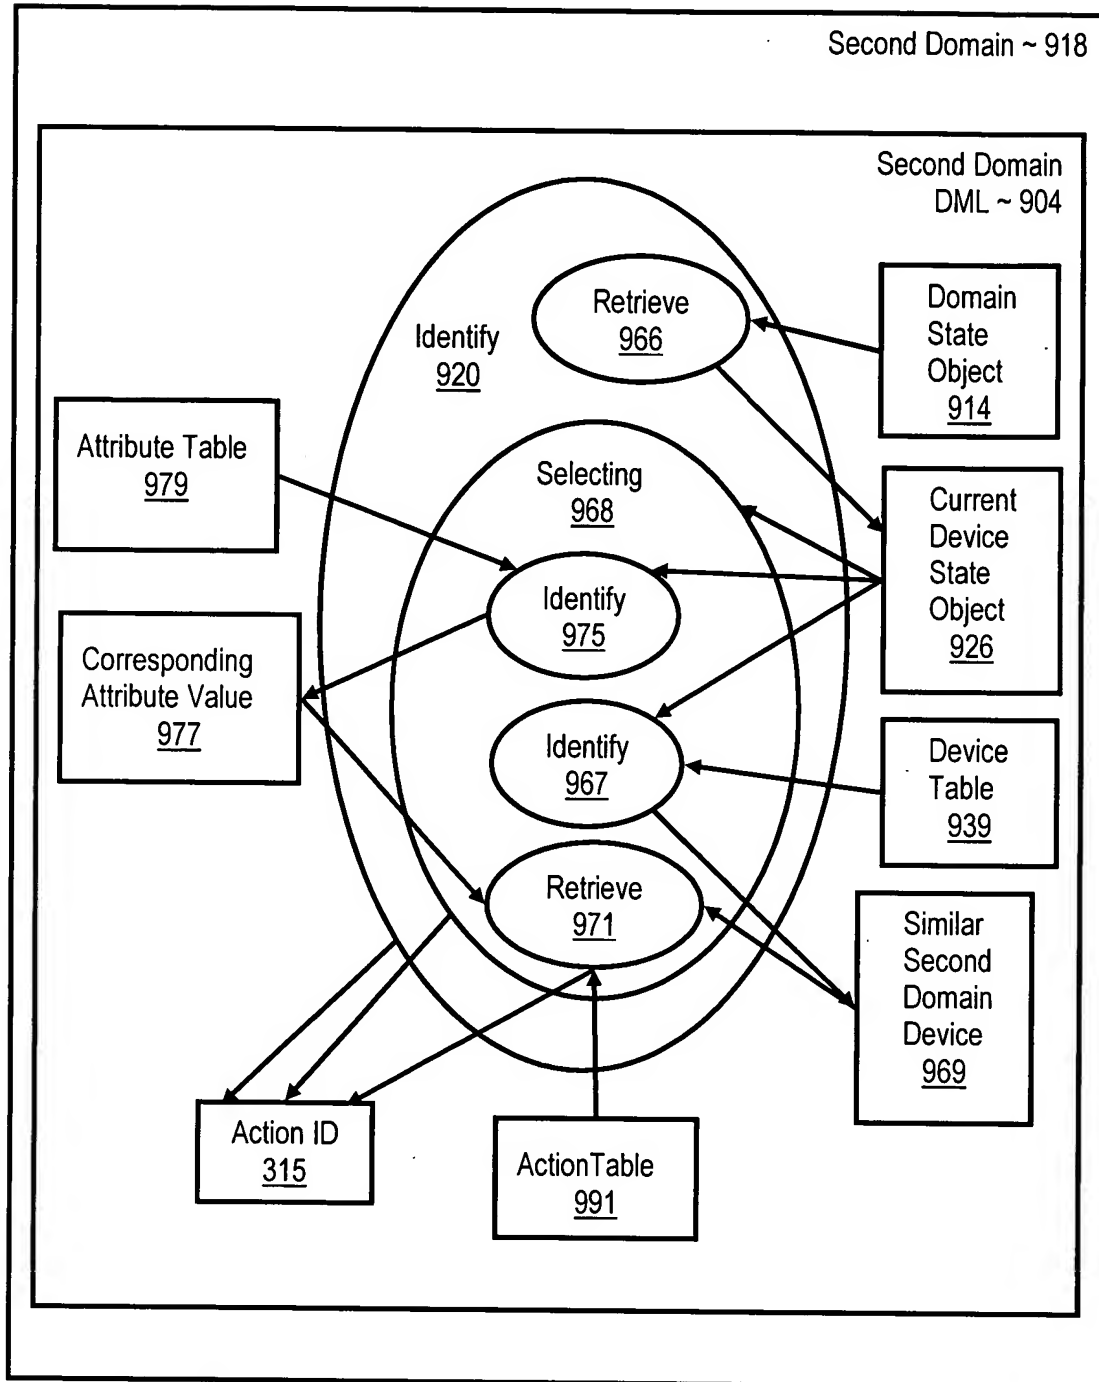 Second Domain ~ 918
Second Domain
DML ~ 904
Retrieve
966
Identify
920
Domain
State
Object
914
Attribute Table
979
Selecting
968
Current
Device
State
Object
926
Identify
975
Corresponding
Attribute Value
977
Identify
967
Device
Table
939
Retrieve
971
Similar
Second
Domain
Device
969
Action ID
315
ActionTable
991